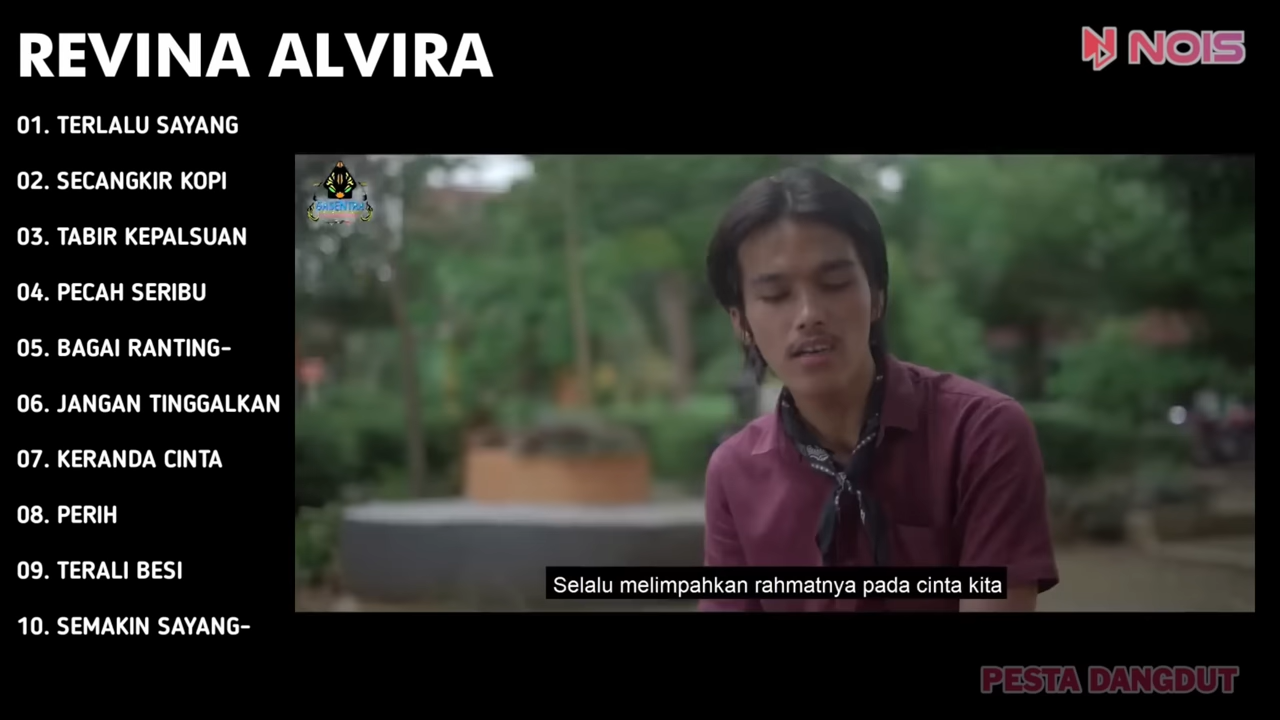 REVINA ALVIRA
NOIS
01. TERLALU SAYANG
02. SECANGKIR KOPI
03. TABIR KEPALSUAN
04. PECAH SERIBU
05. BAGAI RANTING-
06. JANGAN TINGGALKAN
07. KERANDA CINTA
08. PERIH
09. TERALI BESI
10. SEMAKIN SAYANG-
GASENTRA
Selalu melimpahkan rahmatnya pada cinta kita
PESTA DANGDUT